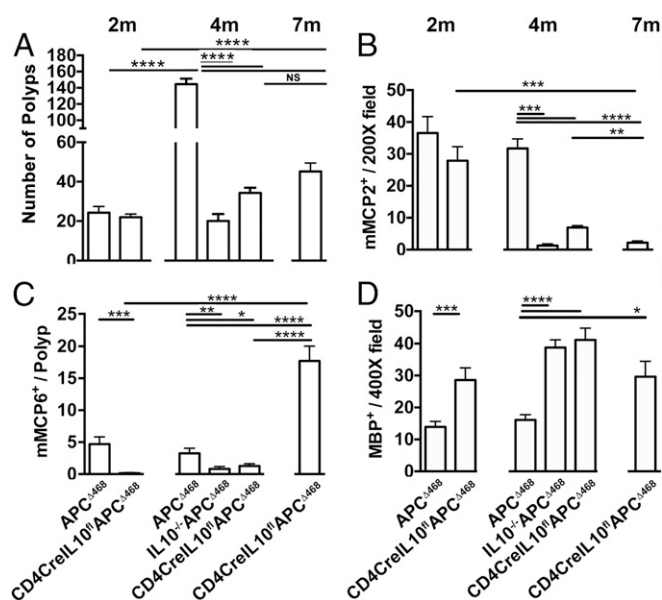 2m 4m 7m 2m 4m 7m
A
****
****
****
NS
Number of Polyps
160
140
120
100
60
40
20
0
B
***
***
****
**
mMCP2+ / 200X field
50
40
30
20
10
0
C
****
***
**
*
****
****
mMCP6+ / Polyp
25
20
15
10
5
0
APCΔ468
CD4CreIL10flAPCΔ468
APCΔ468
IL10-/-APCΔ468
CD4CreIL10flAPCΔ468
CD4CreIL10flAPCΔ468
D
***
****
*
MBP+ / 400X field
50
40
30
20
10
0
APCΔ468
CD4CreIL10flAPCΔ468
APCΔ468
IL10-/-APCΔ468
CD4CreIL10flAPCΔ468
CD4CreIL10flAPCΔ468